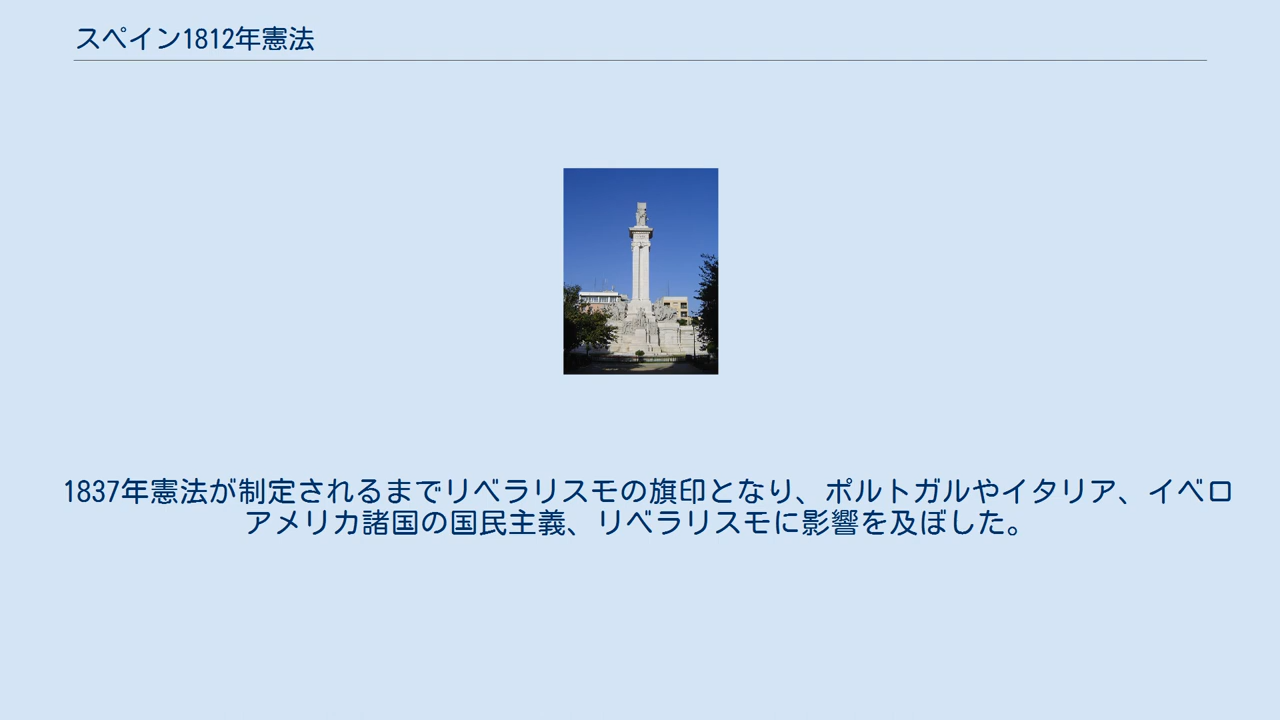 スペイン1812年憲法
1837年憲法が制定されるまでリベラリスモの旗印となり、ポルトガルやイタリア、イベロ
アメリカ諸国の国民主義、リベラリスモに影響を及ぼした。